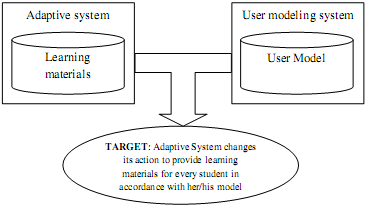 Adaptive system
User modeling system
Learning
materials
User Model
TARGET: Adaptive System changes
its action to provide learning
materials for every student in
accordance with her/his model